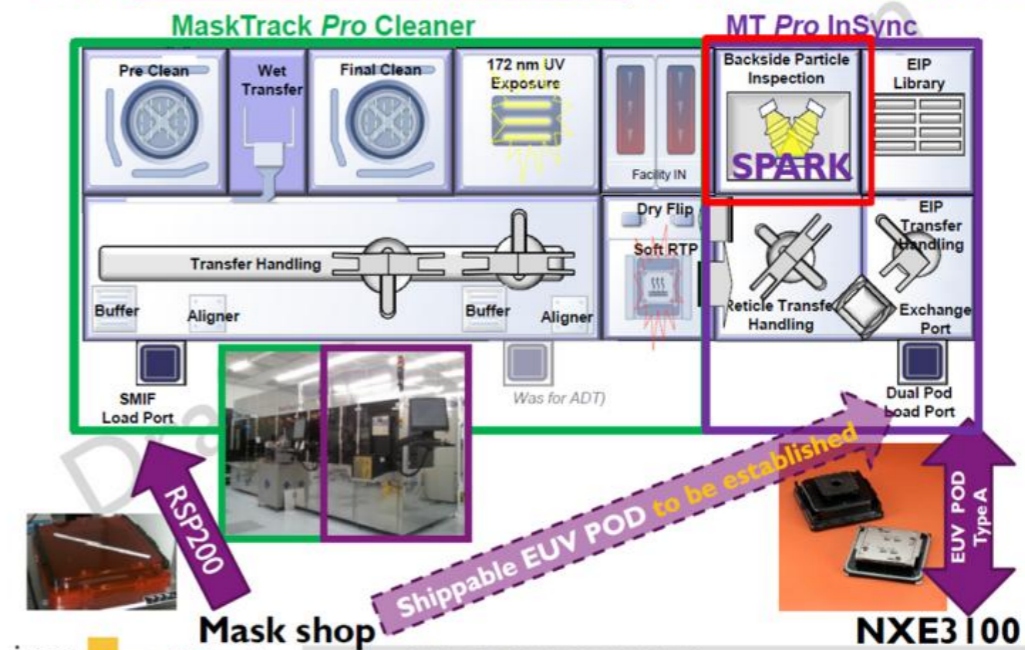 MaskTrack Pro Cleaner
MT Pro InSync
Pre Clean
Wet
Transfer
Final Clean
172 nm UV
Exposure
Facility IN
Backside Particle
Inspection
SPARK
EIP
Library
Transfer Handling
Buffer
Aligner
Buffer
Aligner
Dry Flip
Soft RTP
Reticle Transfer
Handling
EIP
Transfer
Handling
Exchange
Port
SMIF
Load Port
Was for ADT)
Dual Pod
Load Port
RSP200
Shippable EUV POD to be established
EUV POD
Type A
Mask shop
NXE3100